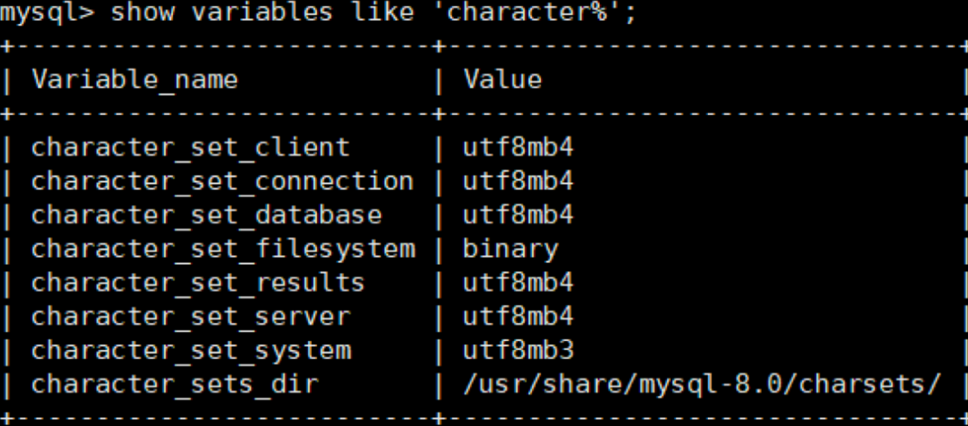 mysql> show variables like 'character%';
+--------------------------+--------------------------------+
| Variable_name | Value |
+--------------------------+--------------------------------+
| character_set_client | utf8mb4 |
| character_set_connection | utf8mb4 |
| character_set_database | utf8mb4 |
| character_set_filesystem | binary |
| character_set_results | utf8mb4 |
| character_set_server | utf8mb4 |
| character_set_system | utf8mb3 |
| character_sets_dir | /usr/share/mysql-8.0/charsets/ |
+--------------------------+--------------------------------+